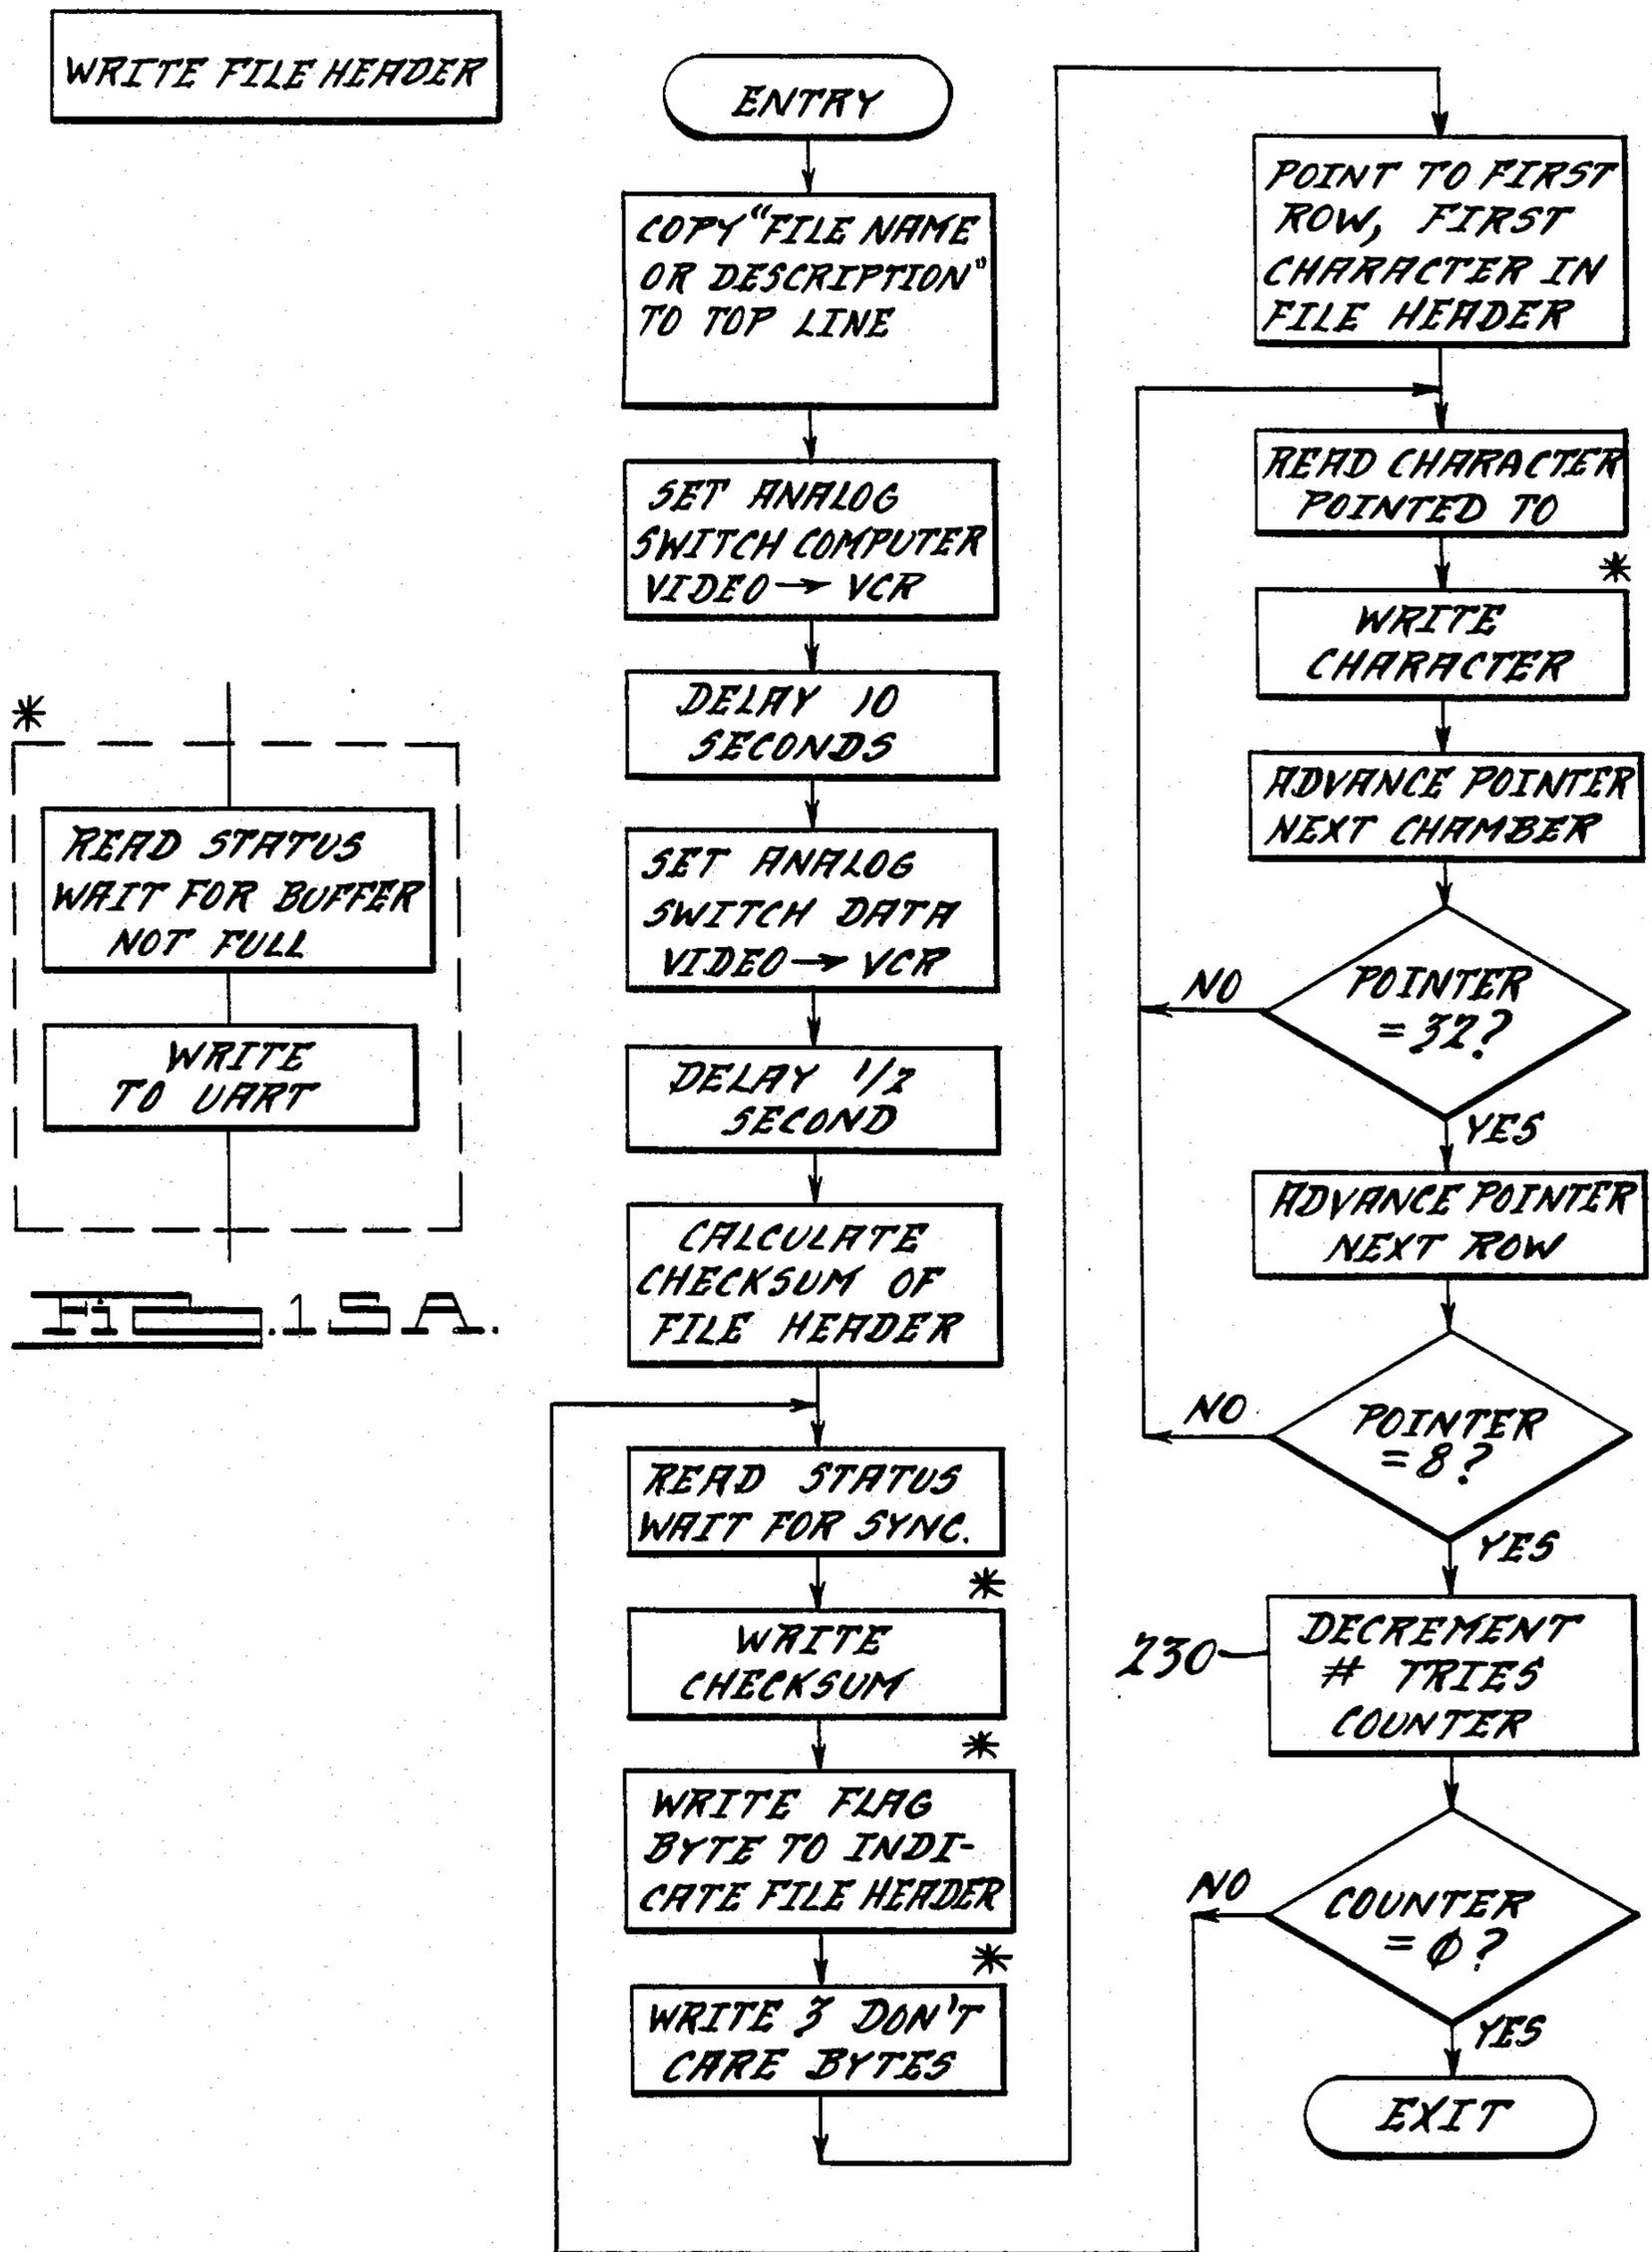 WRITE FILE HEADER
ENTRY
COPY "FILE NAME
OR DESCRIPTION"
TO TOP LINE
SET ANALOG
SWITCH COMPUTER
VIDEO → VCR
DELAY 10
SECONDS
SET ANALOG
SWITCH DATA
VIDEO → VCR
DELAY 1/2
SECOND
CALCULATE
CHECKSUM OF
FILE HEADER
READ STATUS
WAIT FOR SYNC.
*
WRITE
CHECKSUM
*
WRITE FLAG
BYTE TO INDI-
CATE FILE HEADER
*
WRITE 3 DON'T
CARE BYTES
POINT TO FIRST
ROW, FIRST
CHARACTER IN
FILE HEADER
READ CHARACTER
POINTED TO
*
WRITE
CHARACTER
ADVANCE POINTER
NEXT CHAMBER
POINTER
= 32?
NO
YES
ADVANCE POINTER
NEXT ROW
POINTER
= 8?
NO
YES
230
DECREMENT
# TRIES
COUNTER
COUNTER
= Ø?
NO
YES
EXIT
*
READ STATUS
WAIT FOR BUFFER
NOT FULL
WRITE
TO UART
FIG. 15A.